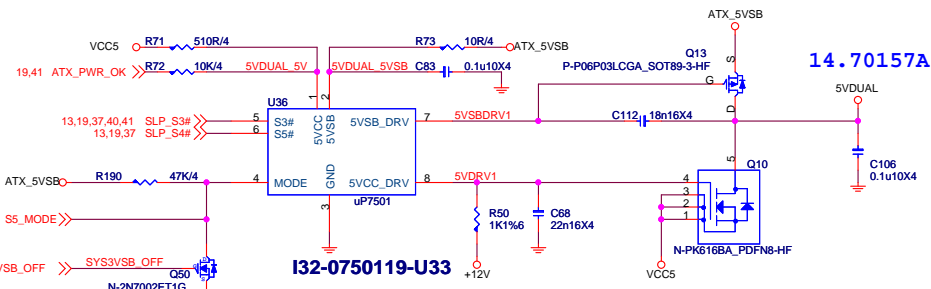 ATX_5VSB
VCC5 R71 510R/4 R73 10R/4 ATX_5VSB
Q13
P-P06P03LCGA_SOT89-3-HF
14.70157A
19,41 ATX_PWR_OK R72 10K/4 5VDUAL_5V 5VDUAL_5VSB C83 0.1u10X4
S
G
D
5VDUAL
U36
1 2
5VCC 5VSB
13,19,37,40,41 SLP_S3# 5 S3# 5VSB_DRV 7 5VSBDRV1 C112 18n16X4
13,19,37 SLP_S4# 6 S5#
C106
0.1u10X4
ATX_5VSB R190 47K/4 4 MODE GND 5VCC_DRV 8 5VDRV1
3
uP7501
5 Q10
4
3
2
1
S5_MODE
R50
1K1%6
C68
22n16X4
N-PK616BA_PDFN8-HF
VSB_OFF SYS3VSB_OFF
Q50
N-2N7002ET1G
I32-0750119-U33
+12V
VCC5